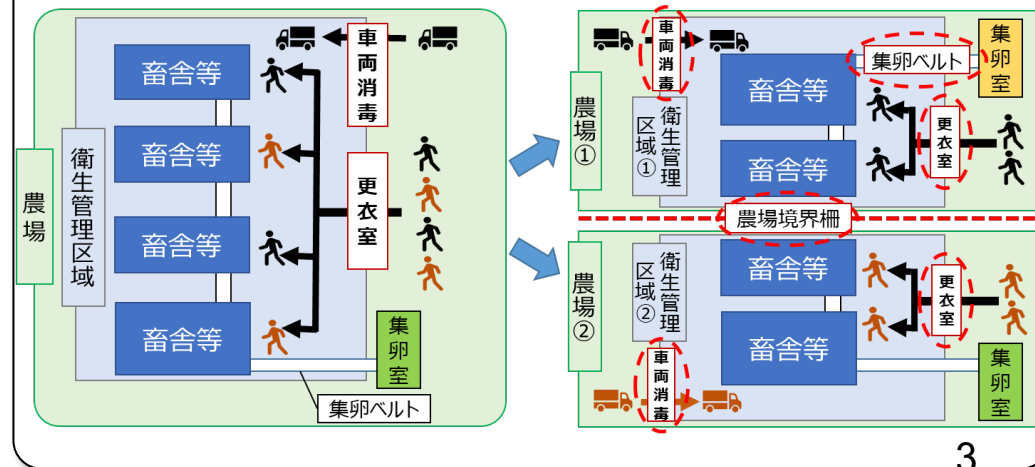 農場
衛生管理区域
畜舎等
畜舎等
畜舎等
畜舎等
車両消毒
更衣室
集卵室
集卵ベルト
農場①
衛生管理
区域①
車両消毒
畜舎等
畜舎等
集卵ベルト
集卵室
更衣室
農場境界柵
農場②
衛生管理
区域②
車両消毒
畜舎等
畜舎等
更衣室
集卵室
3